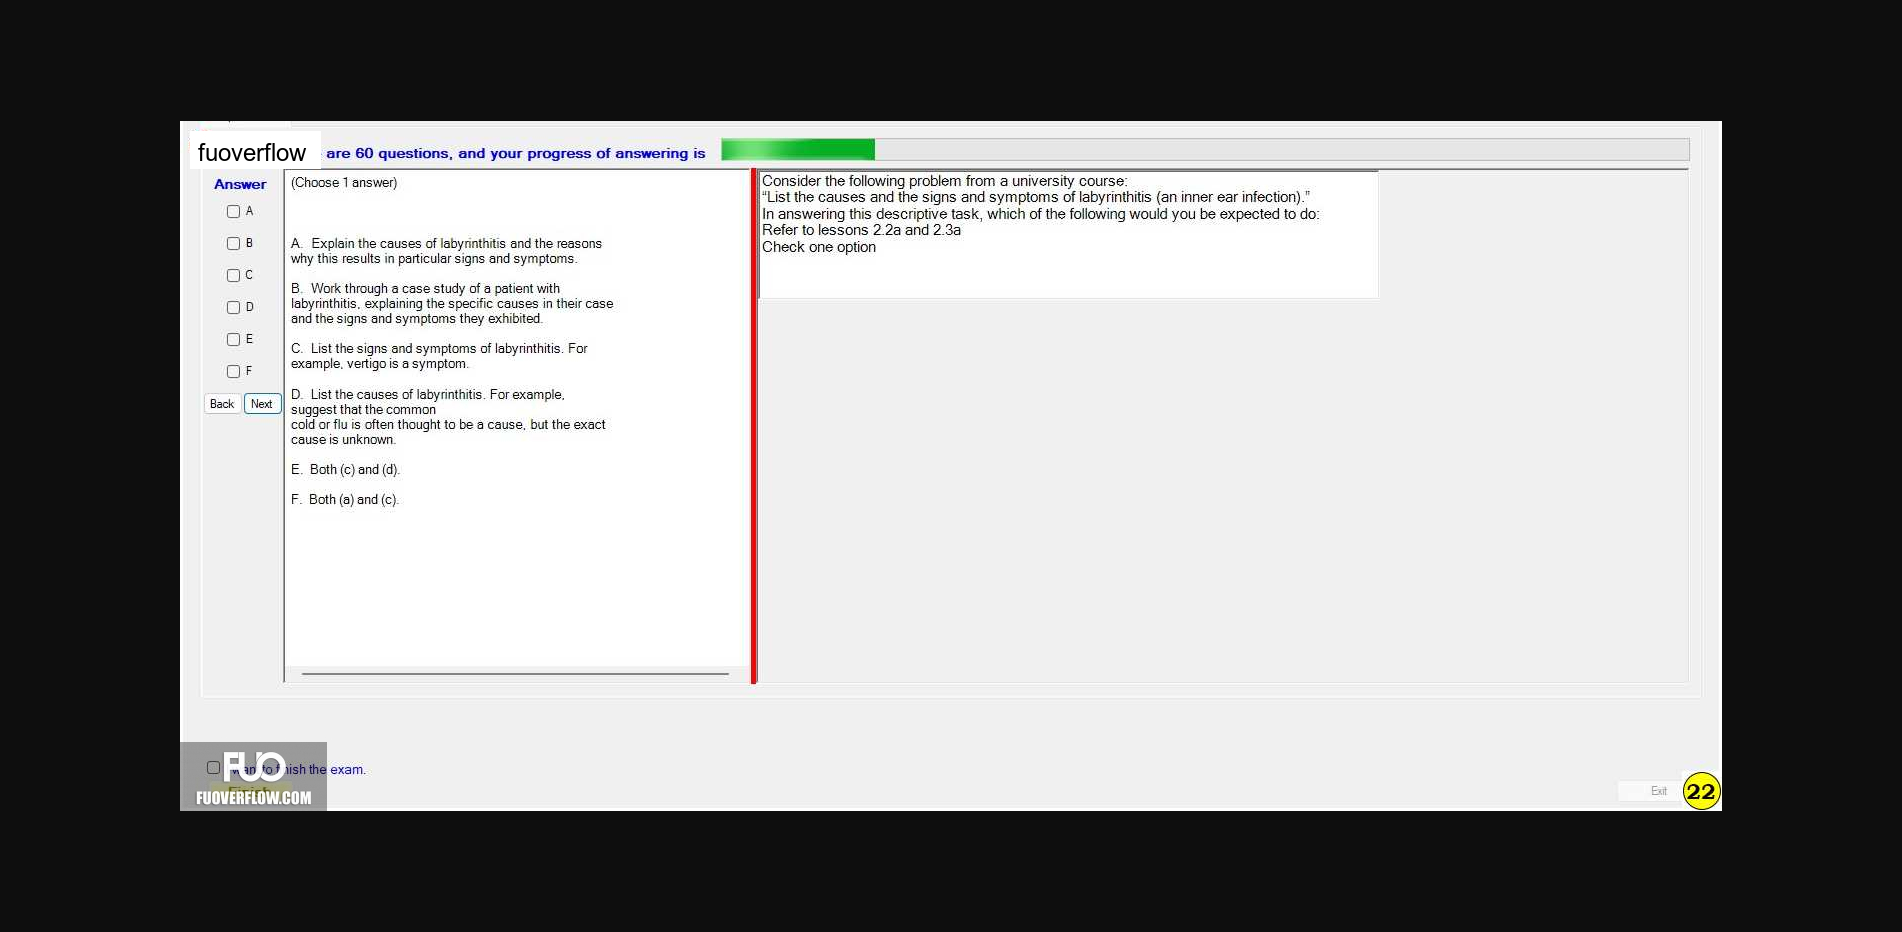 fuoverflow are 60 questions, and your progress of answering is
Answer
A
B
C
D
E
F
Back Next
(Choose 1 answer)
A. Explain the causes of labyrinthitis and the reasons
why this results in particular signs and symptoms.
B. Work through a case study of a patient with
labyrinthitis, explaining the specific causes in their case
and the signs and symptoms they exhibited.
C. List the signs and symptoms of labyrinthitis. For
example, vertigo is a symptom.
D. List the causes of labyrinthitis. For example,
suggest that the common
cold or flu is often thought to be a cause, but the exact
cause is unknown.
E. Both (c) and (d).
F. Both (a) and (c).
Consider the following problem from a university course:
“List the causes and the signs and symptoms of labyrinthitis (an inner ear infection).”
In answering this descriptive task, which of the following would you be expected to do:
Refer to lessons 2.2a and 2.3a
Check one option
FUO
the exam.
Finish
FUOVERFLOW.COM
Exit
22